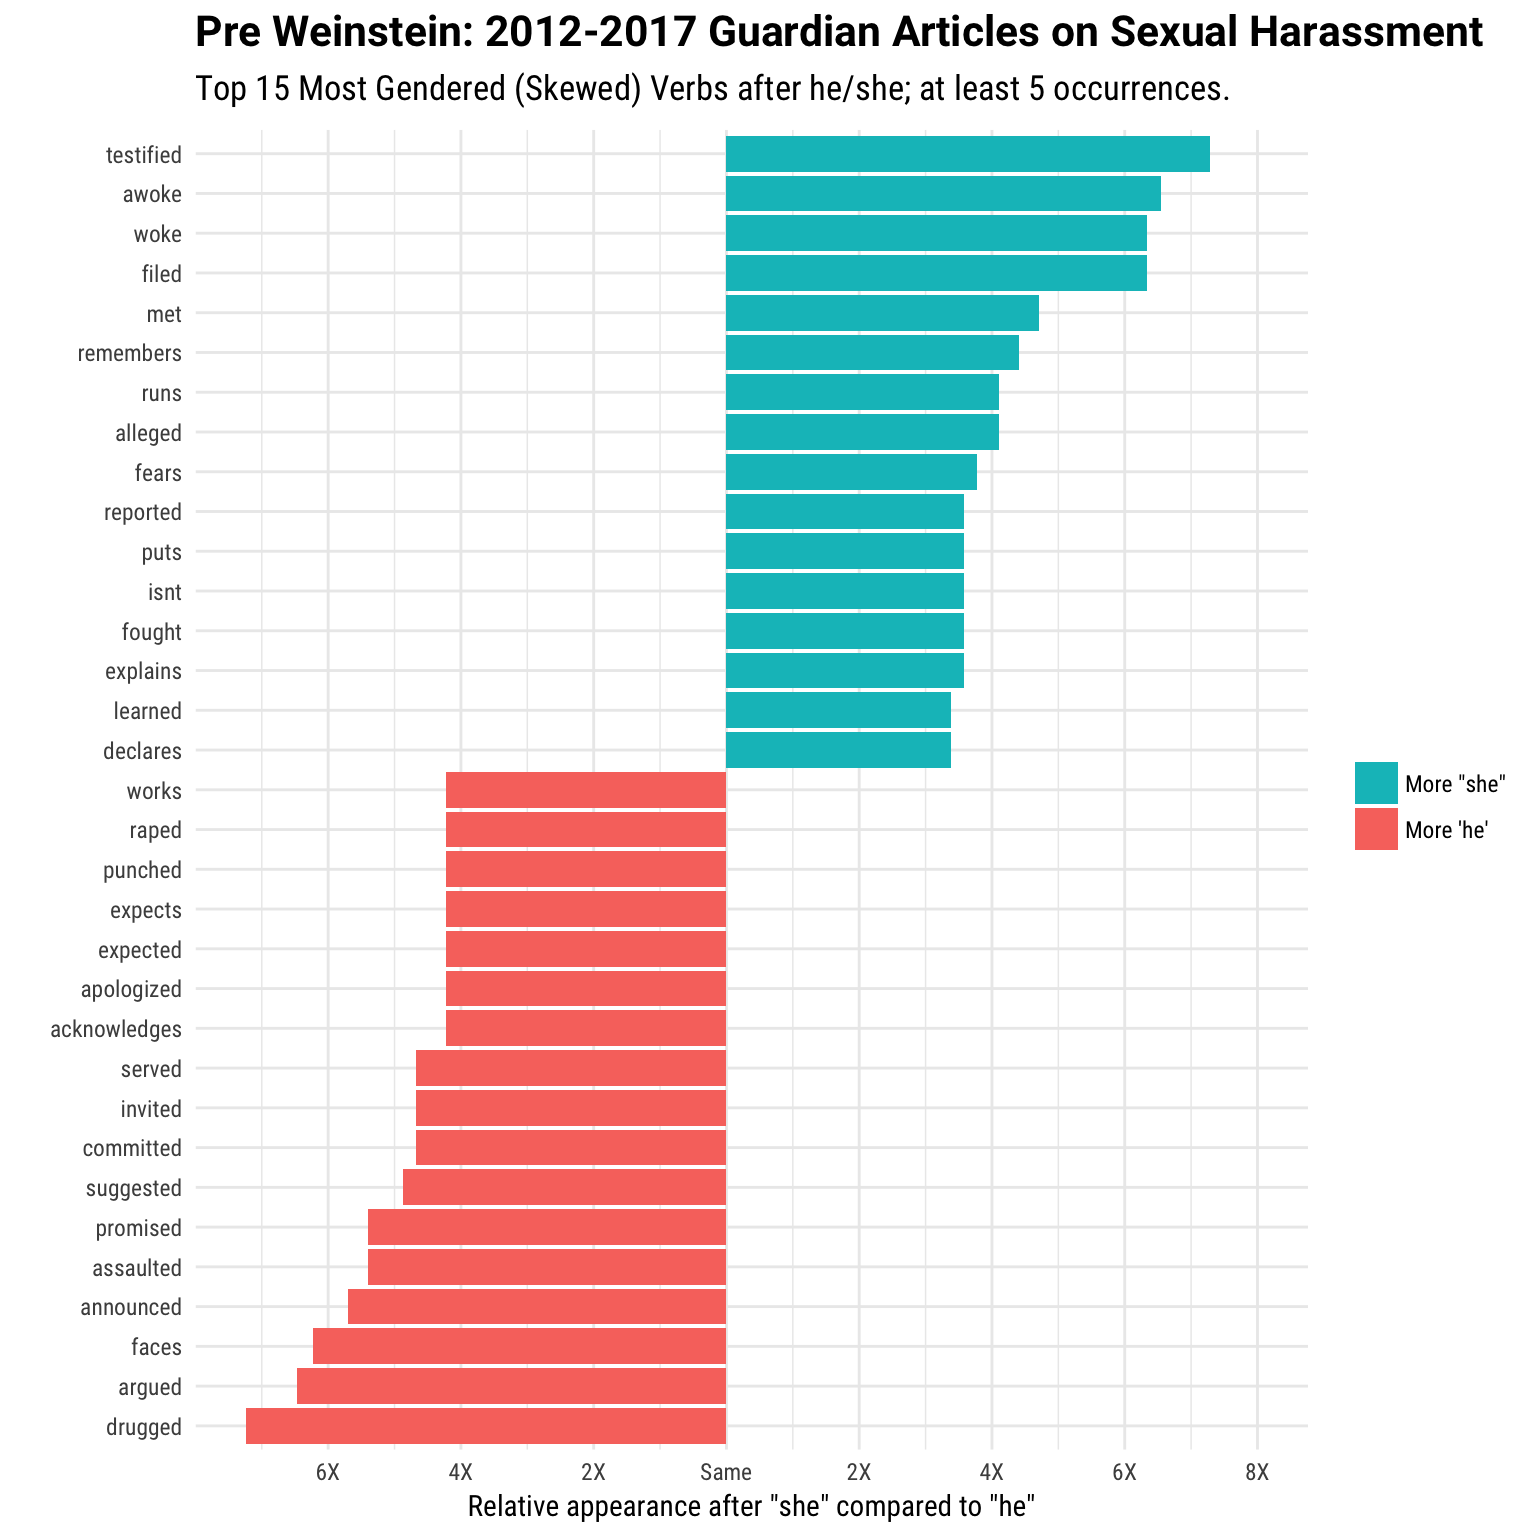 Pre Weinstein: 2012-2017 Guardian Articles on Sexual Harassment
Top 15 Most Gendered (Skewed) Verbs after he/she; at least 5 occurrences.
testified
awoke
woke
filed
met
remembers
runs
alleged
fears
reported
puts
isnt
fought
explains
learned
declares
works
raped
punched
expects
expected
apologized
acknowledges
served
invited
committed
suggested
promised
assaulted
announced
faces
argued
drugged
More "she"
More 'he'
6X 4X 2X Same 2X 4X 6X 8X
Relative appearance after "she" compared to "he"